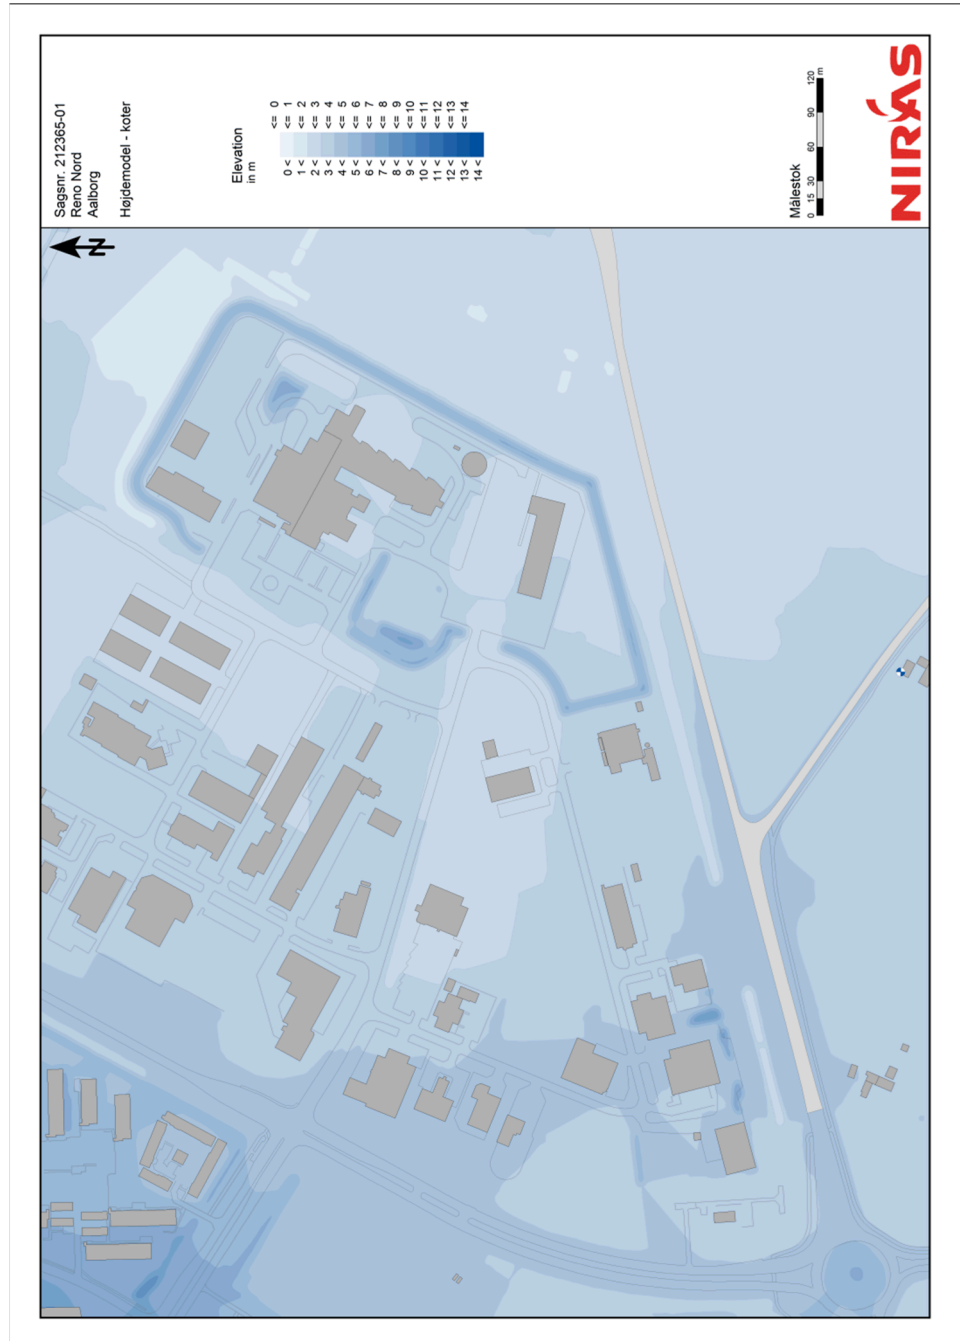 Sagsnr. 212365-01
Reno Nord
Aalborg
Højdemodel - koter
Elevation
in m
<= 0
0 < <= 1
1 < <= 2
2 < <= 3
3 < <= 4
4 < <= 5
5 < <= 6
6 < <= 7
7 < <= 8
8 < <= 9
9 < <=10
10 < <=11
11 < <=12
12 < <=13
13 < <=14
14 <
Målestok
0 15 30 60 90 120
m
NIRÁS
N